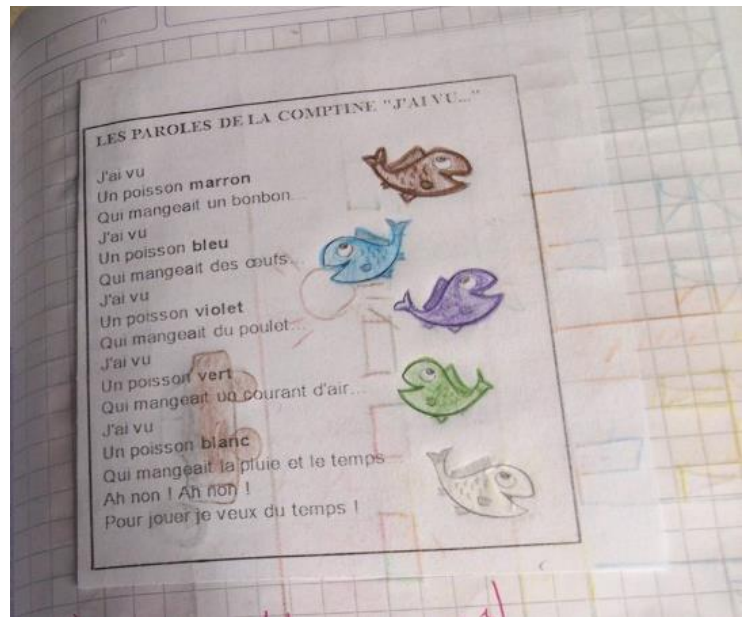 LES PAROLES DE LA COMPTINE "J'AI VU..."
J'ai vu
Un poisson marron
Qui mangeait un bonbon...
J'ai vu
Un poisson bleu
Qui mangeait des œufs...
J'ai vu
Un poisson violet
Qui mangeait du poulet...
J'ai vu
Un poisson vert
Qui mangeait un courant d'air...
J'ai vu
Un poisson blanc
Qui mangeait la pluie et le temps...
Ah non ! Ah non !
Pour jouer je veux du temps !